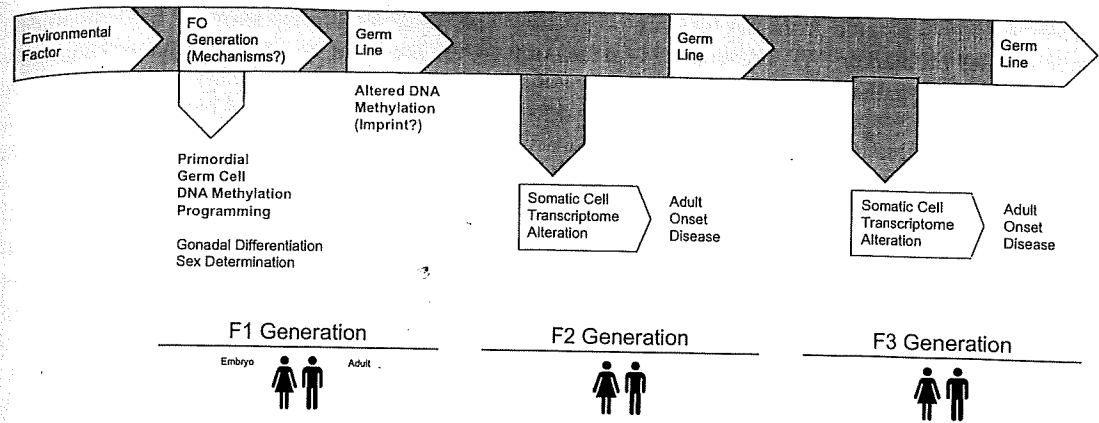 Environmental
Factor
FO
Generation
(Mechanisms?)
Germ
Line
Germ
Line
Germ
Line
Altered DNA
Methylation
(Imprint?)
Primordial
Germ Cell
DNA Methylation
Programming
Gonadal Differentiation
Sex Determination
Somatic Cell
Transcriptome
Alteration
Adult
Onset
Disease
Somatic Cell
Transcriptome
Alteration
Adult
Onset
Disease
F1 Generation
Embryo
Adult
F2 Generation
F3 Generation